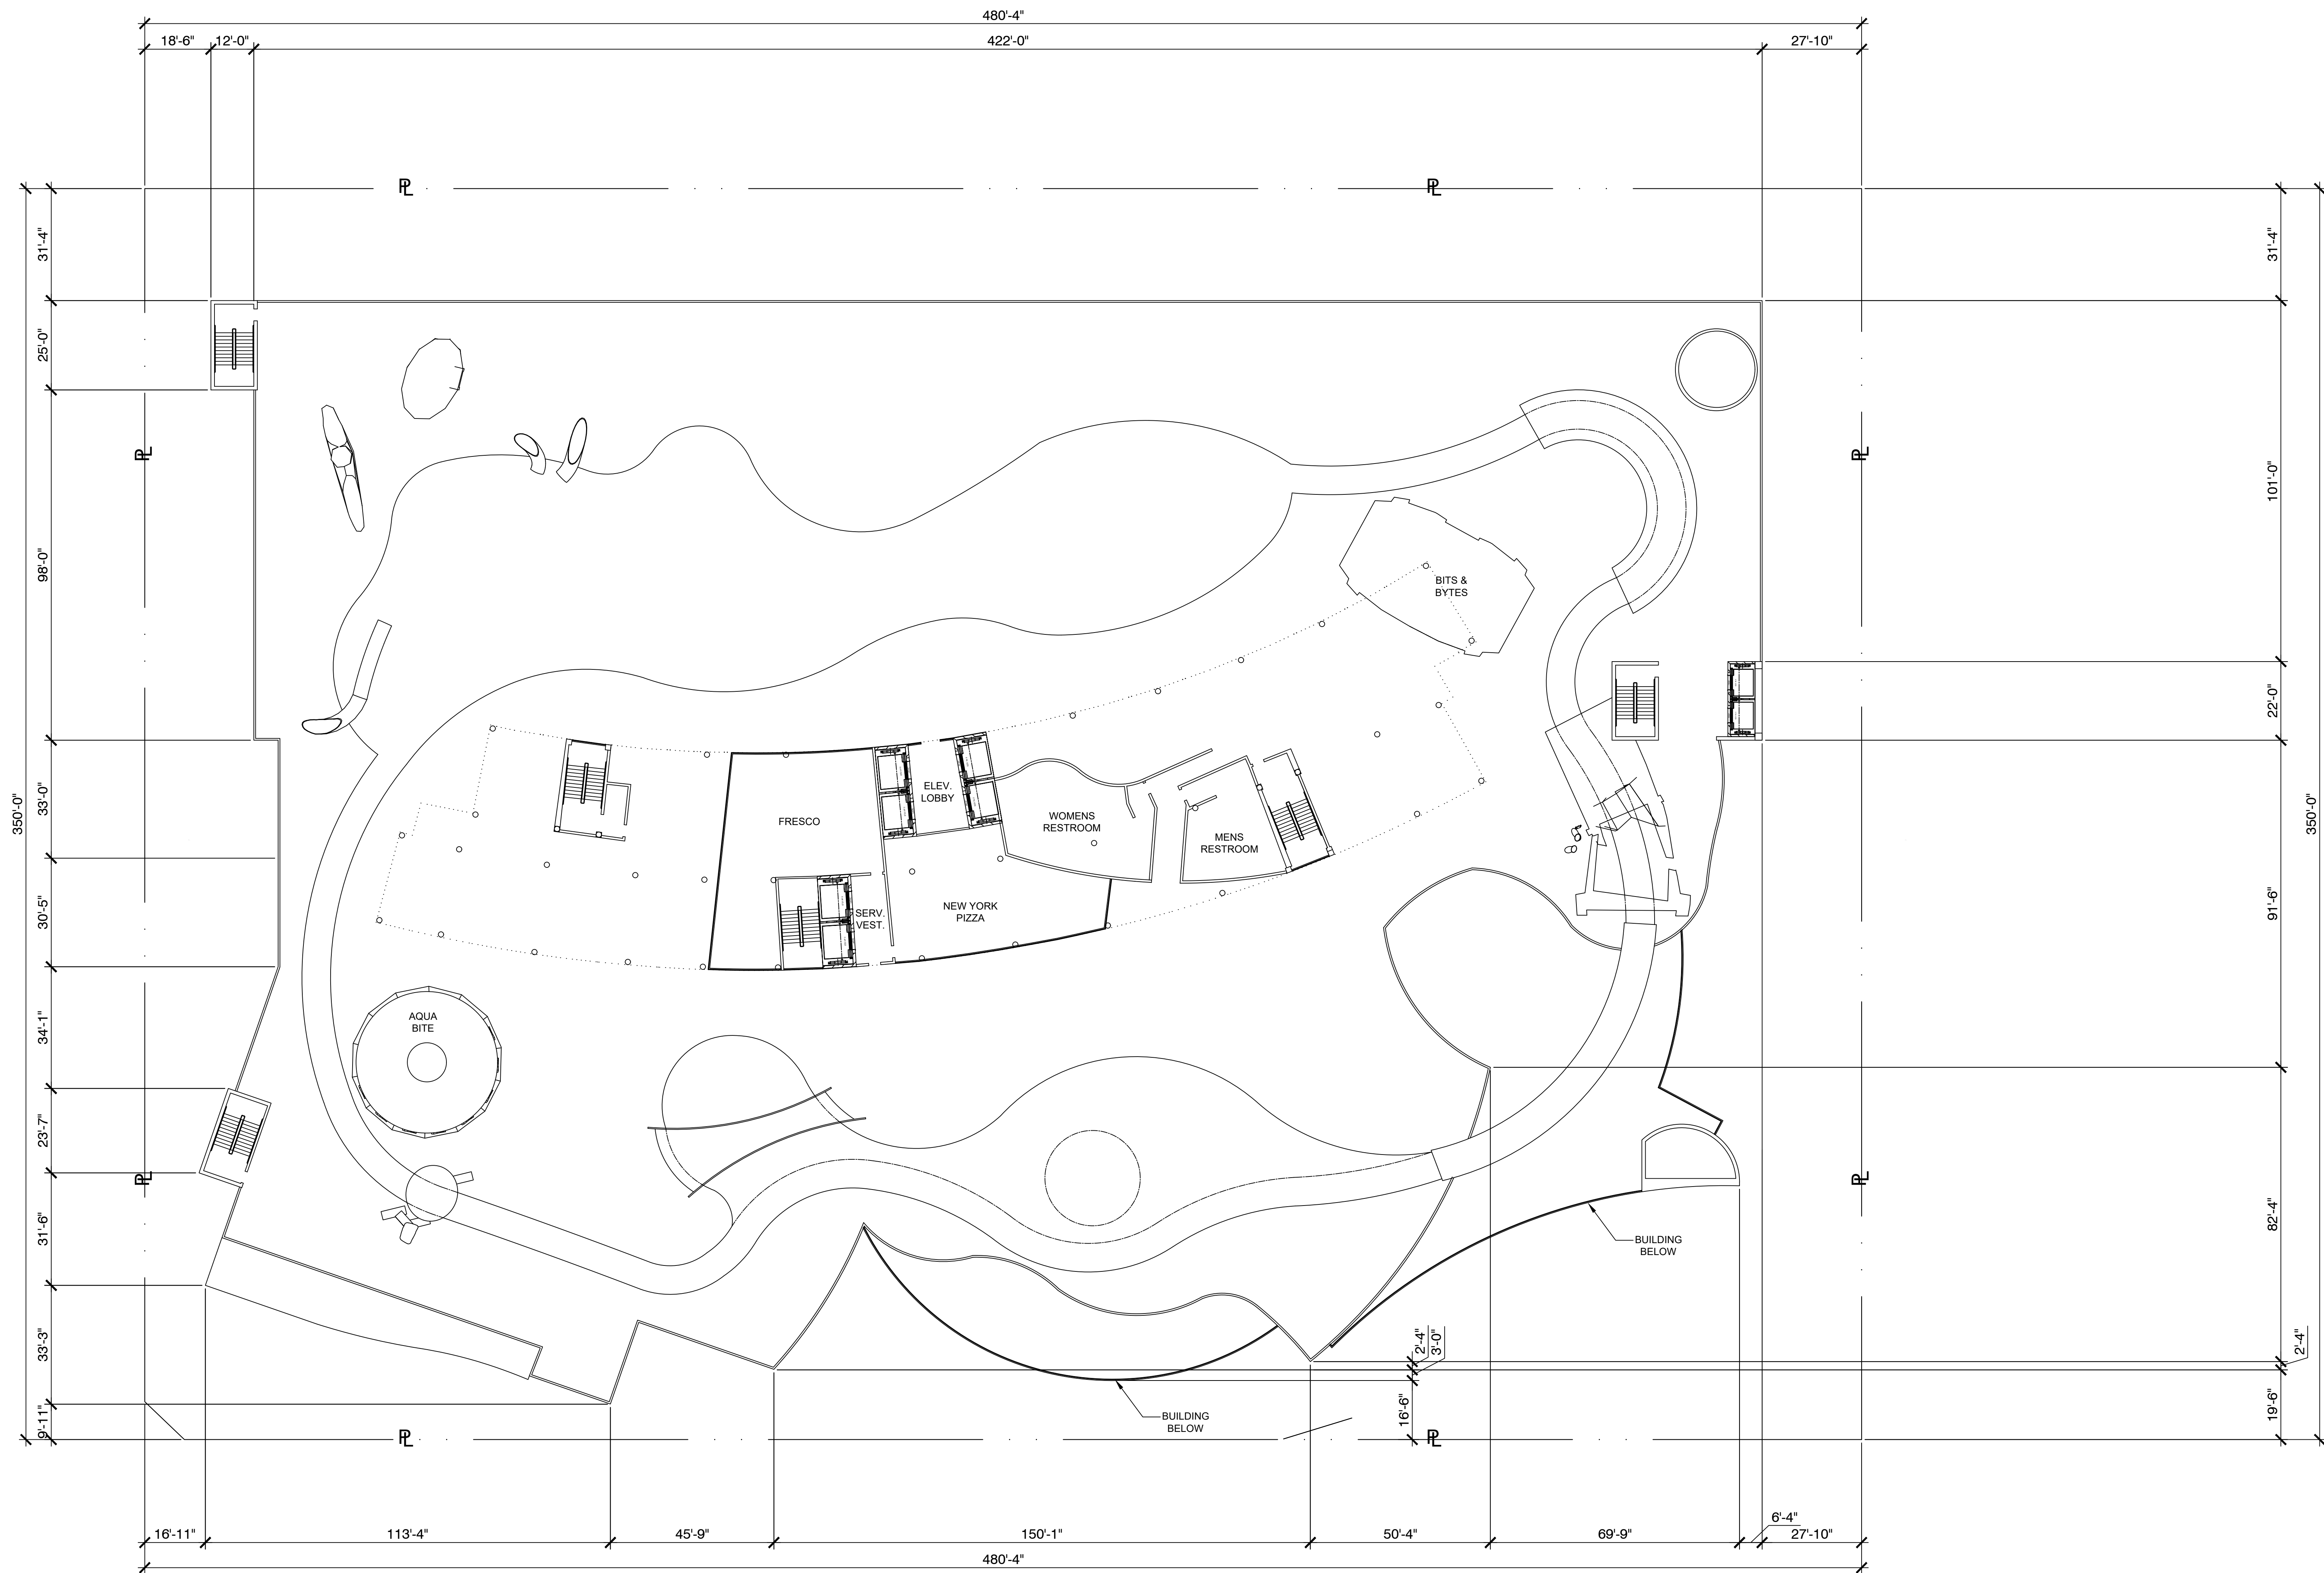 480'-4"
18'-6"
12'-0"
422'-0"
27'-10"
PL
PL
31'-4"
31'-4"
25'-0"
101'-0"
PL
PL
98'-0"
350'-0"
350'-0"
BITS &
BYTES
22'-0"
33'-0"
ELEV.
LOBBY
FRESCO
WOMENS
RESTROOM
MENS
RESTROOM
91'-6"
30'-5"
SERV.
VEST.
NEW YORK
PIZZA
34'-1"
AQUA
BITE
23'-7"
PL
PL
31'-6"
82'-4"
BUILDING
BELOW
33'-3"
2'-4"
3'-0"
2'-4"
9'-11"
16'-6"
19'-6"
BUILDING
BELOW
PL
PL
16'-11"
113'-4"
45'-9"
150'-1"
50'-4"
69'-9"
6'-4"
27'-10"
480'-4"